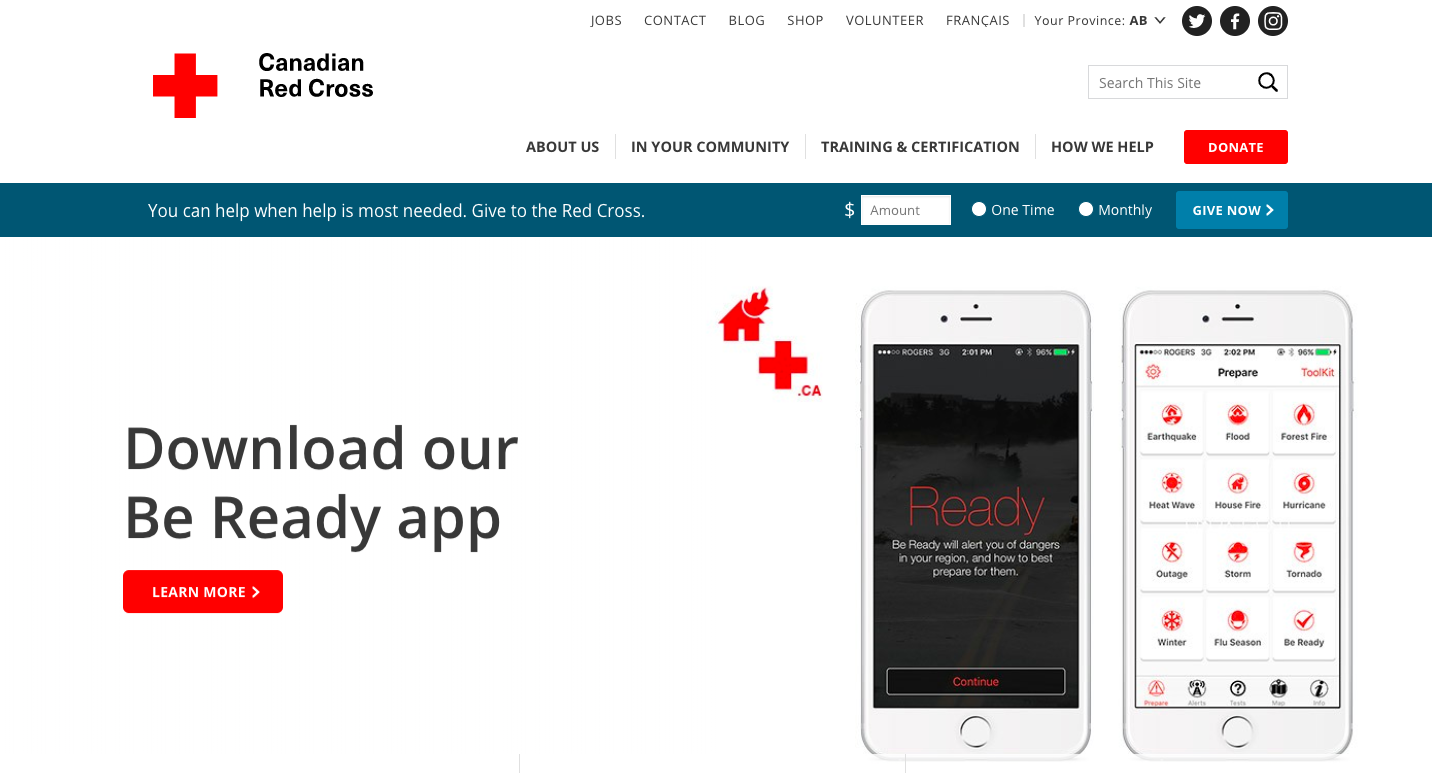 JOBS CONTACT BLOG SHOP VOLUNTEER FRANÇAIS Your Province: AB
Canadian
Red Cross
Search This Site
ABOUT US IN YOUR COMMUNITY TRAINING & CERTIFICATION HOW WE HELP DONATE
You can help when help is most needed. Give to the Red Cross. $ Amount One Time Monthly GIVE NOW
.CA
Download our
Be Ready app
LEARN MORE
ROGERS 3G 2:01 PM 96%
Ready
Be Ready will alert you of dangers
in your region, and how to best
prepare for them.
Continue
ROGERS 3G 2:02 PM 96%
Prepare ToolKit
Earthquake Flood Forest Fire
Heat Wave House Fire Hurricane
Outage Storm Tornado
Winter Flu Season Be Ready
Prepare Alerts Tests Map Info